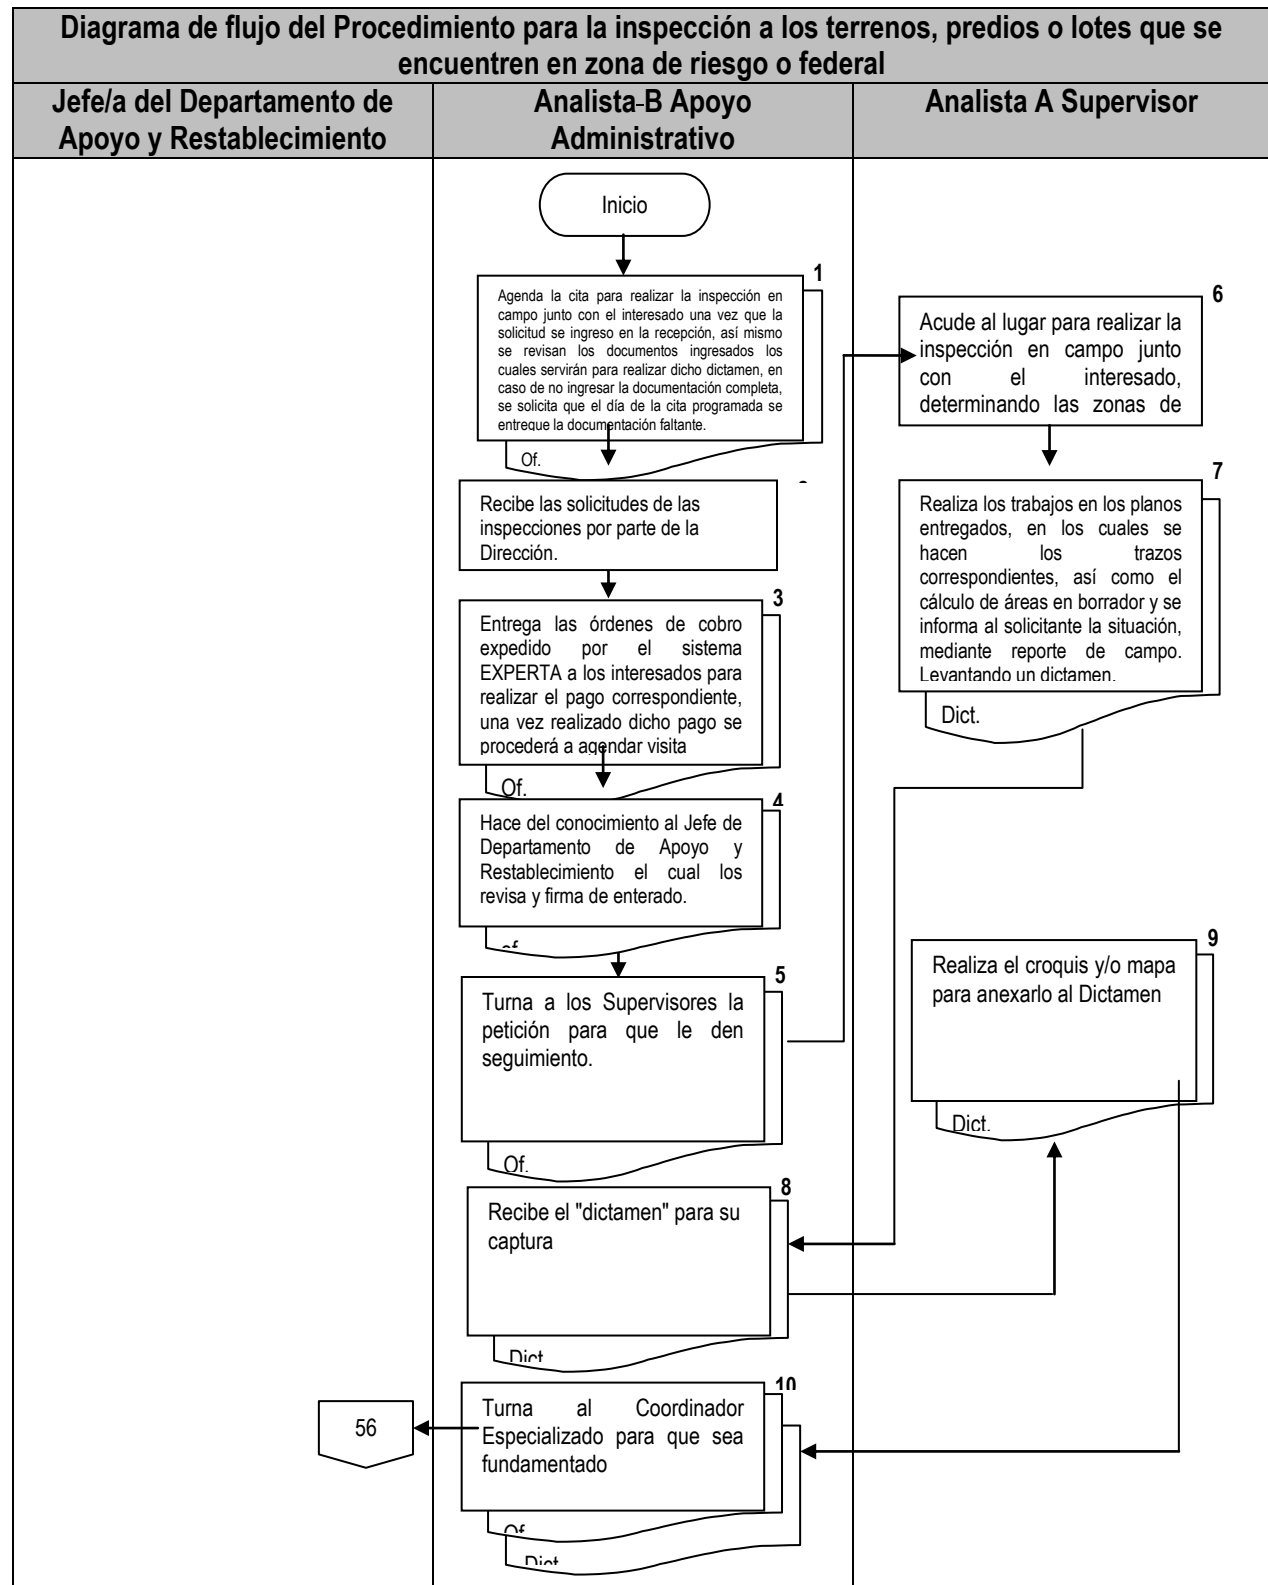 Diagrama de flujo del Procedimiento para la inspección a los terrenos, predios o lotes que se
encuentren en zona de riesgo o federal
Jefe/a del Departamento de
Apoyo y Restablecimiento
Analista-B Apoyo
Administrativo
Analista A Supervisor
Inicio
1
Agenda la cita para realizar la inspección en
campo junto con el interesado una vez que la
solicitud se ingreso en la recepción, así mismo
se revisan los documentos ingresados los
cuales servirán para realizar dicho dictamen, en
caso de no ingresar la documentación completa,
se solicita que el día de la cita programada se
entregue la documentación faltante.
Of.
Recibe las solicitudes de las
inspecciones por parte de la
Dirección.
3
Entrega las órdenes de cobro
expedido por el sistema
EXPERTA a los interesados para
realizar el pago correspondiente,
una vez realizado dicho pago se
procederá a agendar visita
Of.
4
Hace del conocimiento al Jefe de
Departamento de Apoyo y
Restablecimiento el cual los
revisa y firma de enterado.
of
5
Turna a los Supervisores la
petición para que le den
seguimiento.
Of.
6
Acude al lugar para realizar la
inspección en campo junto
con el interesado,
determinando las zonas de
7
Realiza los trabajos en los planos
entregados, en los cuales se
hacen los trazos
correspondientes, así como el
cálculo de áreas en borrador y se
informa al solicitante la situación,
mediante reporte de campo.
Levantando un dictamen.
Dict.
8
Recibe el "dictamen" para su
captura
Dict
9
Realiza el croquis y/o mapa
para anexarlo al Dictamen
Dict.
10
Turna al Coordinador
Especializado para que sea
fundamentado
Of
Dict
56